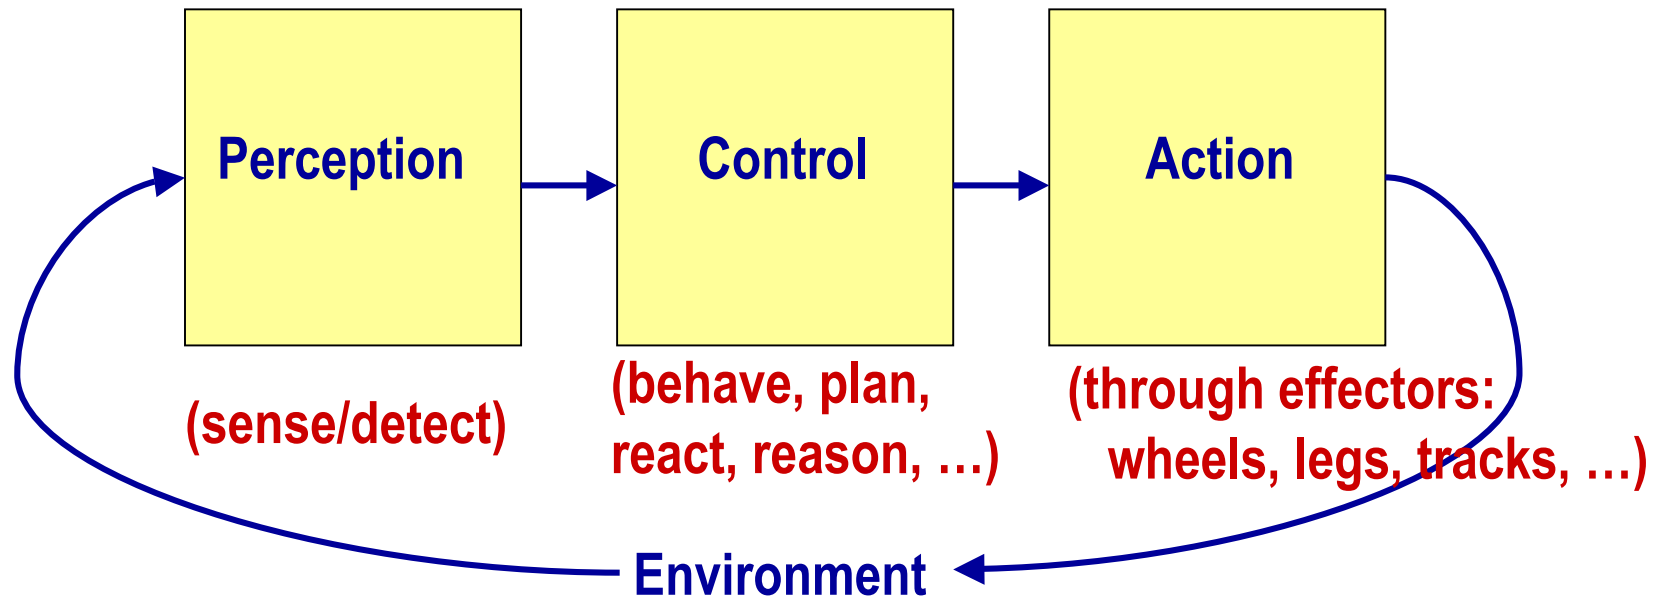 Perception
Control
Action
(sense/detect)
(behave, plan,
react, reason, …)
(through effectors:
wheels, legs, tracks, …)
Environment